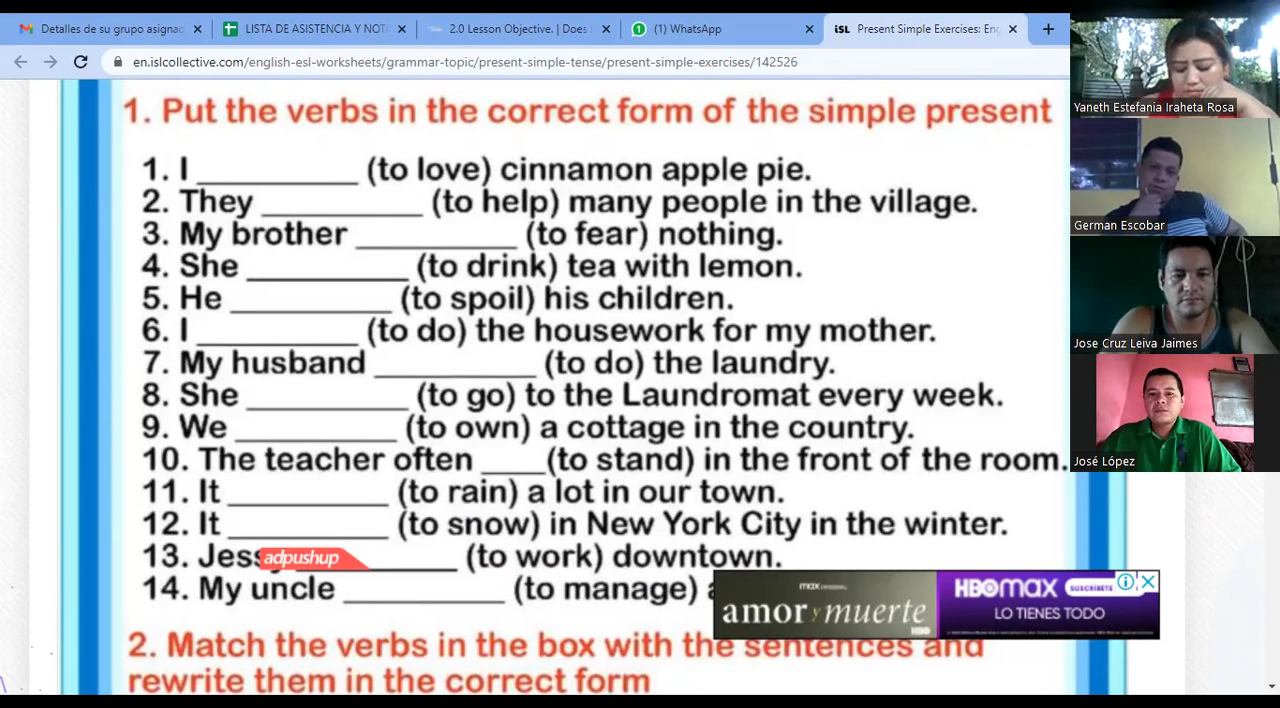 Detalles de su grupo asignad
LISTA DE ASISTENCIA Y NOT
2.0 Lesson Objective. | Does
(1) WhatsApp
iSL Present Simple Exercises: Eng
en.islcollective.com/english-esl-worksheets/grammar-topic/present-simple-tense/present-simple-exercises/142526
1. Put the verbs in the correct form of the simple present
1. I __________ (to love) cinnamon apple pie.
2. They __________ (to help) many people in the village.
3. My brother __________ (to fear) nothing.
4. She __________ (to drink) tea with lemon.
5. He __________ (to spoil) his children.
6. I __________ (to do) the housework for my mother.
7. My husband __________ (to do) the laundry.
8. She __________ (to go) to the Laundromat every week.
9. We __________ (to own) a cottage in the country.
10. The teacher often ____(to stand) in the front of the room.
11. It __________ (to rain) a lot in our town.
12. It __________ (to snow) in New York City in the winter.
13. Jess __________ (to work) downtown.
adpushup
14. My uncle __________ (to manage)
2. Match the verbs in the box with the sentences and
rewrite them in the correct form
max
amor y muerte
HBO
HBOmax SUSCRÍBETE
LO TIENES TODO
Yaneth Estefania Iraheta Rosa
German Escobar
Jose Cruz Leiva Jaimes
José López